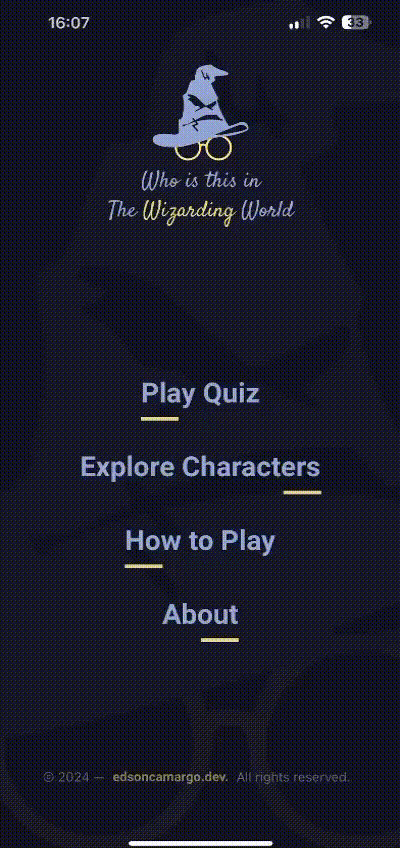 16:07
33
Who is this in
The Wizarding World
Play Quiz
Explore Characters
How to Play
About
© 2024 — edsoncamargo.dev. All rights reserved.